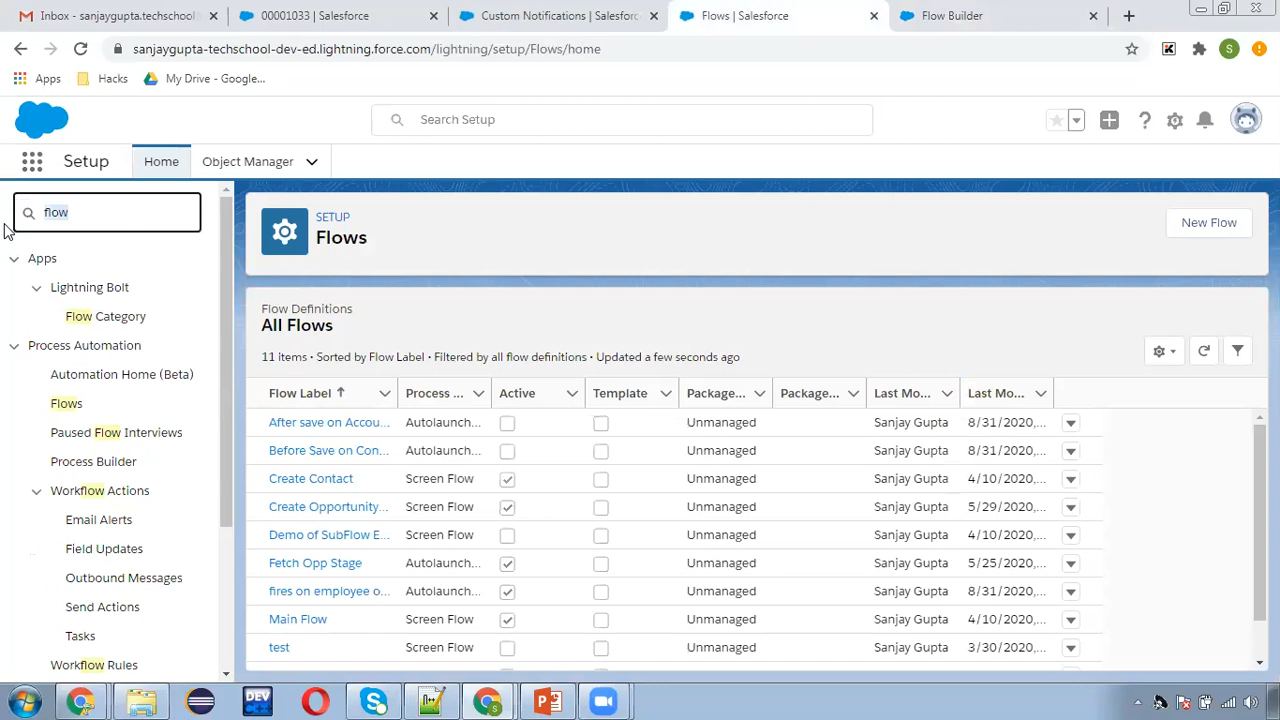 Inbox - sanjaygupta.techschool
00001033 | Salesforce
Custom Notifications | Salesforc
Flows | Salesforce
Flow Builder
sanjaygupta-techschool-dev-ed.lightning.force.com/lightning/setup/Flows/home
S
Apps
Hacks
My Drive - Google...
Search Setup
Setup
Home
Object Manager
flow
Apps
Lightning Bolt
Flow Category
Process Automation
Automation Home (Beta)
Flows
Paused Flow Interviews
Process Builder
Workflow Actions
Email Alerts
Field Updates
Outbound Messages
Send Actions
Tasks
Workflow Rules
SETUP
Flows
New Flow
Flow Definitions
All Flows
11 items • Sorted by Flow Label • Filtered by all flow definitions • Updated a few seconds ago
Flow Label Process ... Active Template Package... Package... Last Mo... Last Mo...
After save on Accou... Autolaunch... Unmanaged Sanjay Gupta 8/31/2020,...
Before Save on Con... Autolaunch... Unmanaged Sanjay Gupta 8/31/2020,...
Create Contact Screen Flow Unmanaged Sanjay Gupta 4/10/2020,...
Create Opportunity... Screen Flow Unmanaged Sanjay Gupta 5/29/2020,...
Demo of SubFlow E... Screen Flow Unmanaged Sanjay Gupta 4/10/2020,...
Fetch Opp Stage Screen Flow Unmanaged Sanjay Gupta 5/25/2020,...
fires on employee o... Autolaunch... Unmanaged Sanjay Gupta 8/31/2020,...
Main Flow Screen Flow Unmanaged Sanjay Gupta 4/10/2020,...
test Screen Flow Unmanaged Sanjay Gupta 3/30/2020,...
DEV